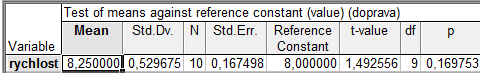 Test of means against reference constant (value) (doprava)
Variable Mean Std.Dv. N Std.Err. Reference Constant t-value df p
rychlost 8,250000 0,529675 10 0,167498 8,000000 1,492556 9 0,169753